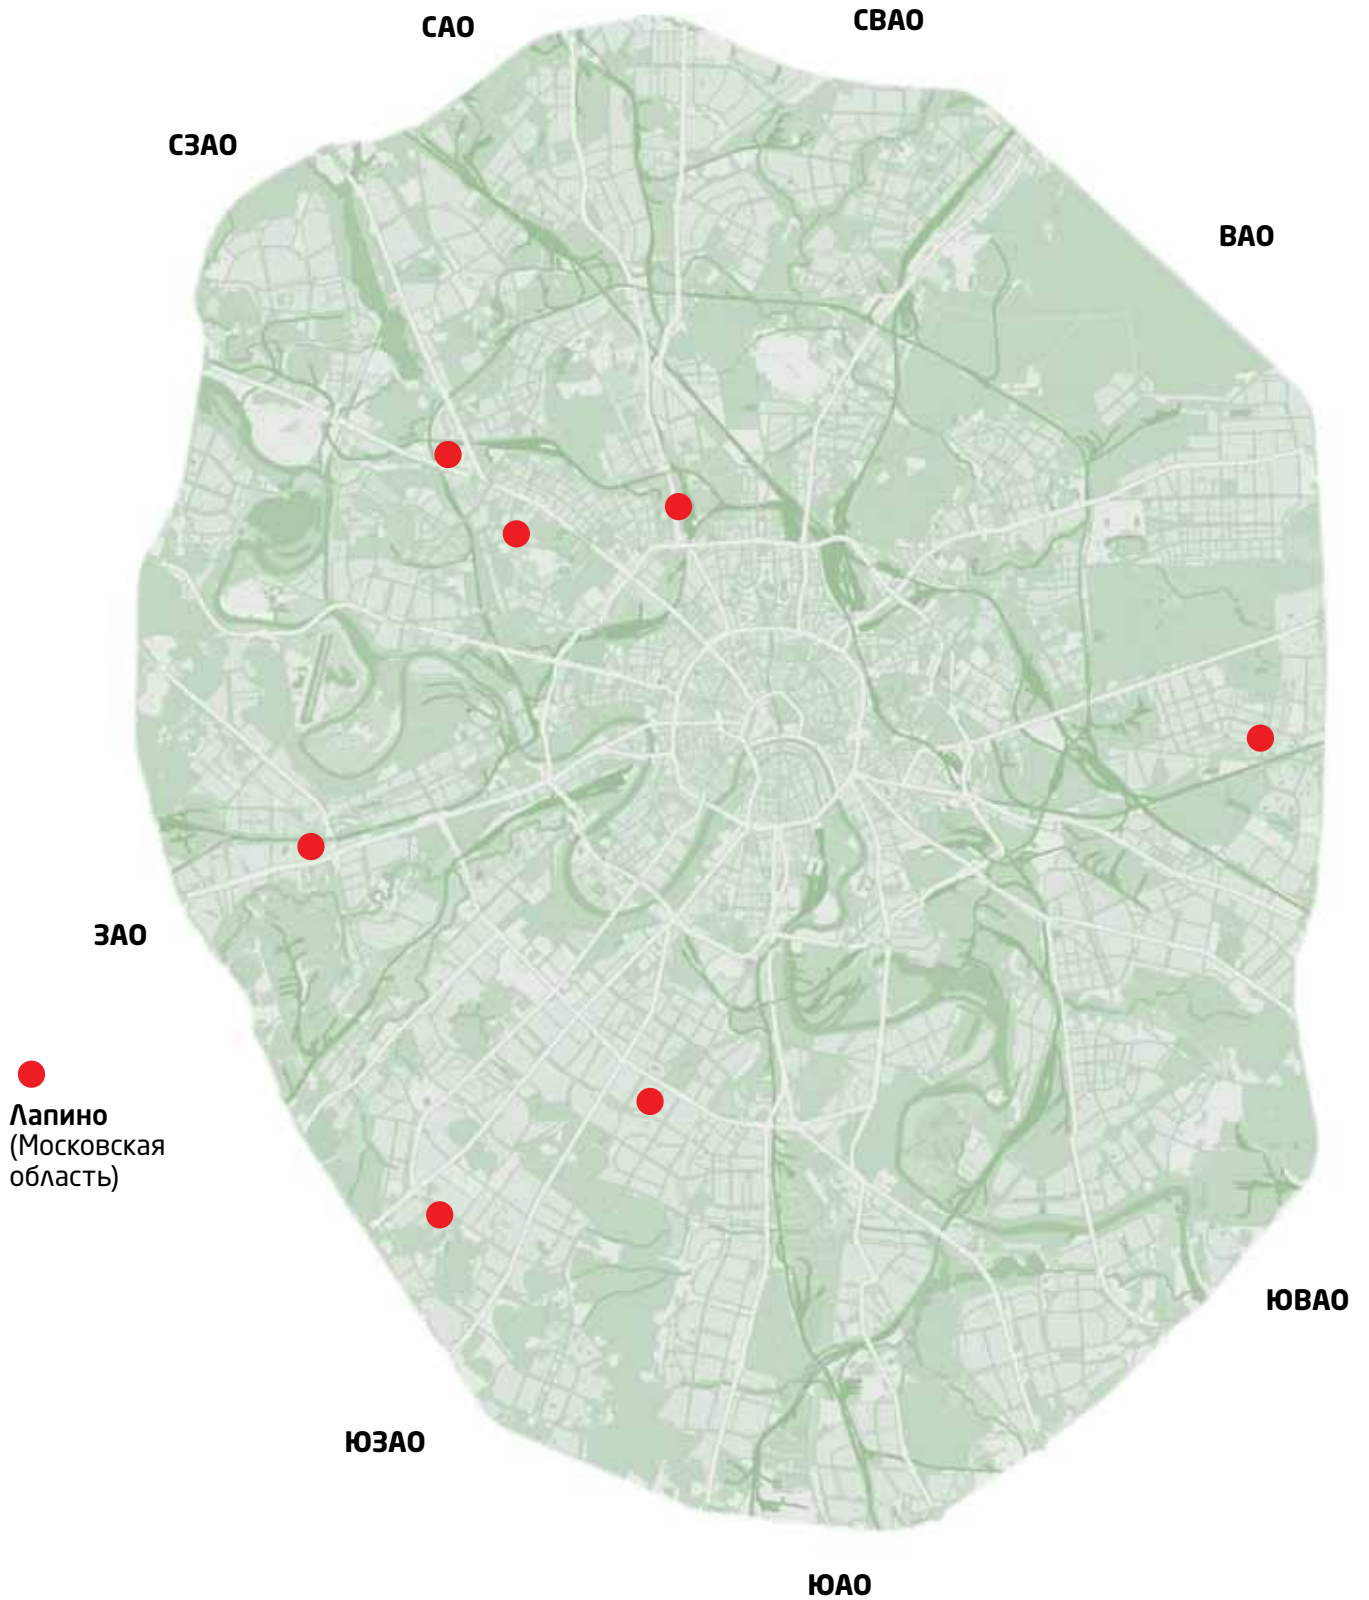 СВАО
САО
СЗАО
ВАО
ЗАО
Лапино
(Московская
область)
ЮВАО
ЮЗАО
ЮАО